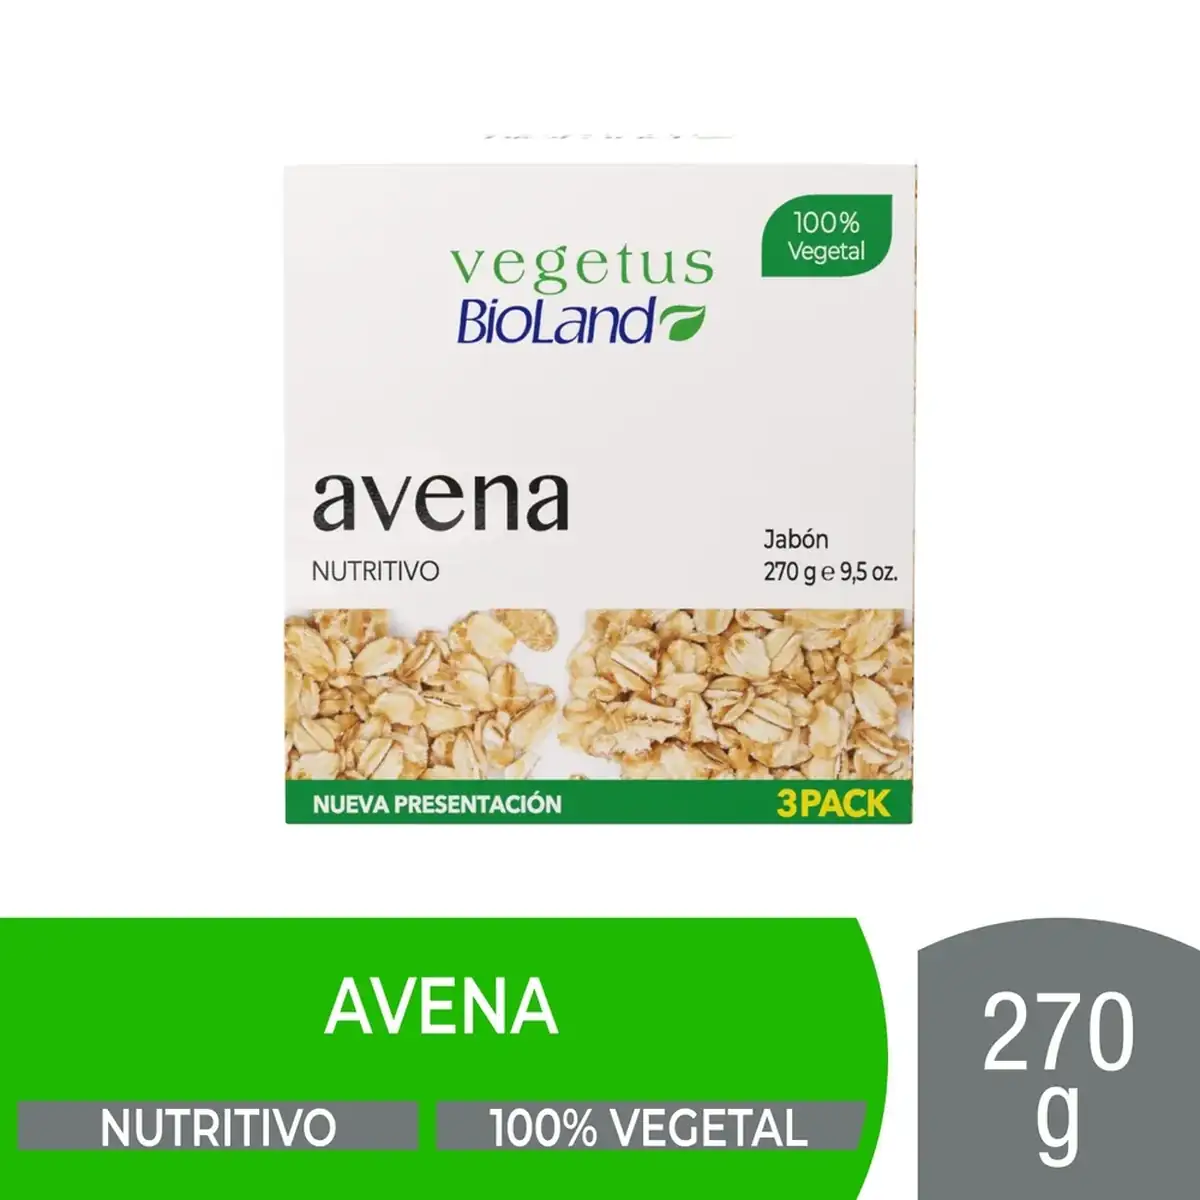 100%
Vegetal
vegetus
BioLand
avena
NUTRITIVO
Jabón
270 g e 9,5 oz.
NUEVA PRESENTACIÓN
3PACK
AVENA
NUTRITIVO
100% VEGETAL
270
g